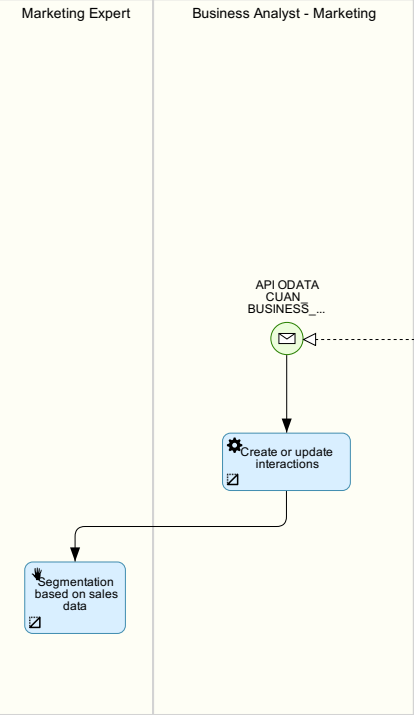 Marketing Expert
Business Analyst - Marketing
API ODATA
CUAN_
BUSINESS_...
Create or update
interactions
Segmentation
based on sales
data